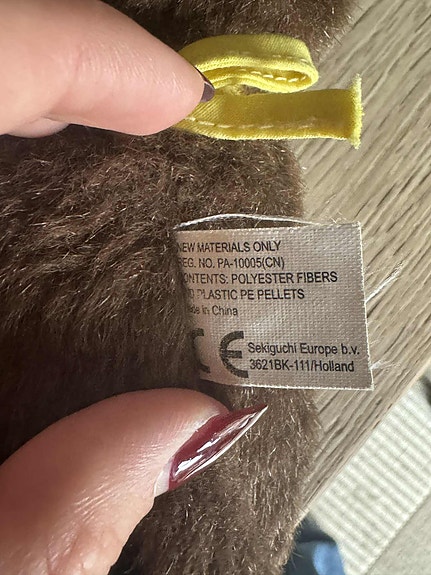 NEW MATERIALS ONLY
REG. NO. PA-10005(CN)
CONTENTS: POLYESTER FIBERS
AND PLASTIC PE PELLETS
Made in China
CE Sekiguchi Europe b.v.
3621BK-111/Holland